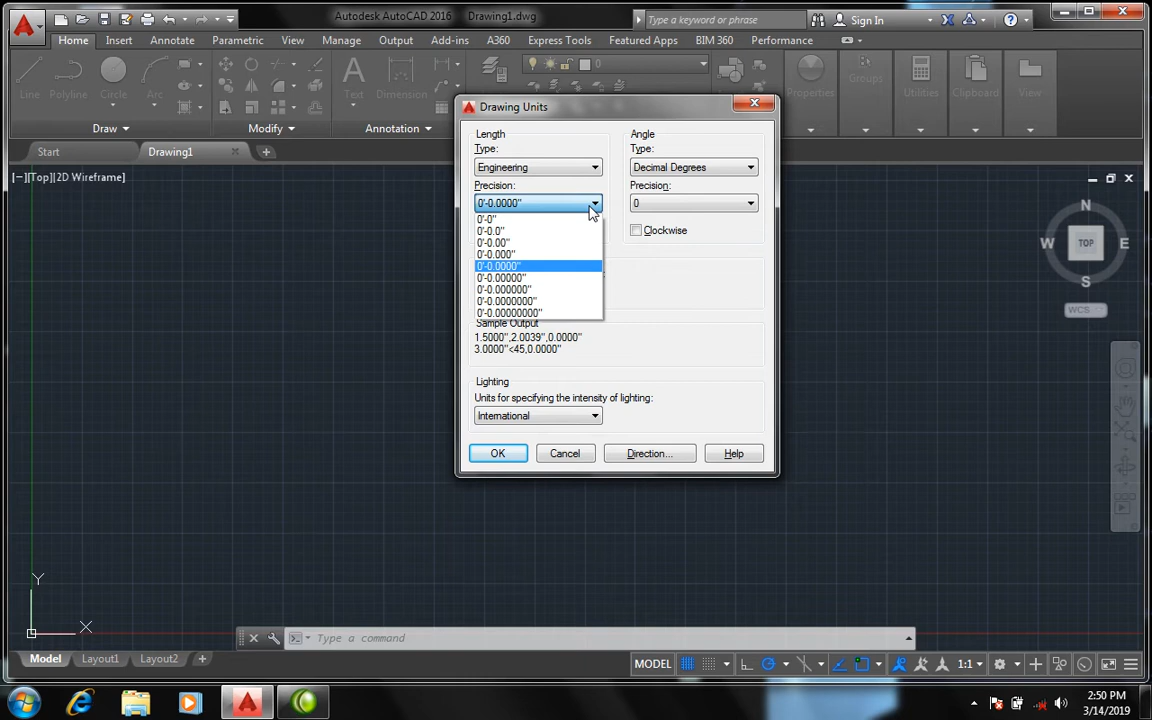 Autodesk AutoCAD 2016 Drawing1.dwg
Type a keyword or phrase
Sign In
Home Insert Annotate Parametric View Manage Output Add-ins A360 Express Tools Featured Apps BIM 360 Performance
Line Polyline Circle Arc Text Dimension Properties Groups Utilities Clipboard View
0
Draw Modify Annotation
Start Drawing1
[−][Top][2D Wireframe]
Drawing Units
Length
Type:
Engineering
Precision:
0'-0.0000"
0'-0"
0'-0.0"
0'-0.00"
0'-0.000"
0'-0.0000"
0'-0.00000"
0'-0.000000"
0'-0.0000000"
0'-0.00000000"
Angle
Type:
Decimal Degrees
Precision:
0
Clockwise
Sample Output
1.5000",2.0039",0.0000"
3.0000"<45,0.0000"
Lighting
Units for specifying the intensity of lighting:
International
OK Cancel Direction... Help
N
W TOP E
S
WCS
Y
X
Type a command
Model Layout1 Layout2
MODEL 1:1
2:50 PM
3/14/2019